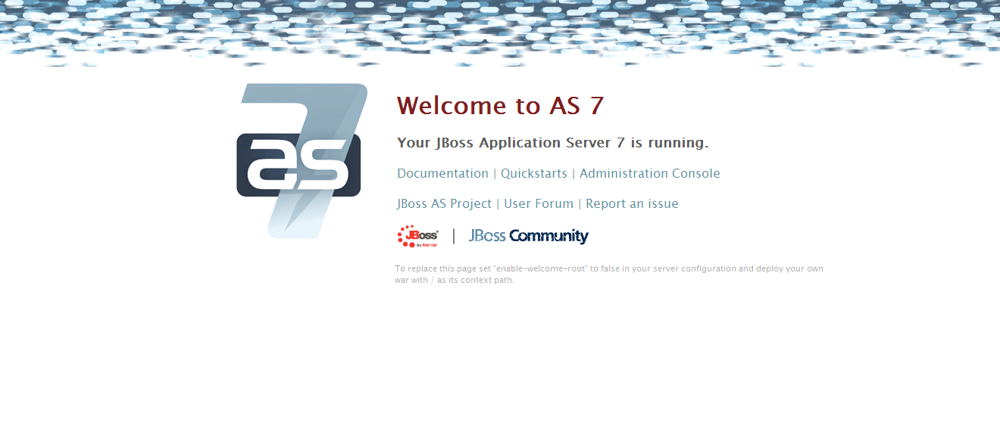 as7
Welcome to AS 7
Your JBoss Application Server 7 is running.
Documentation | Quickstarts | Administration Console
JBoss AS Project | User Forum | Report an issue
JBoss by Red Hat | JBoss Community
To replace this page set "enable-welcome-root" to false in your server configuration and deploy your own
war with / as its context path.